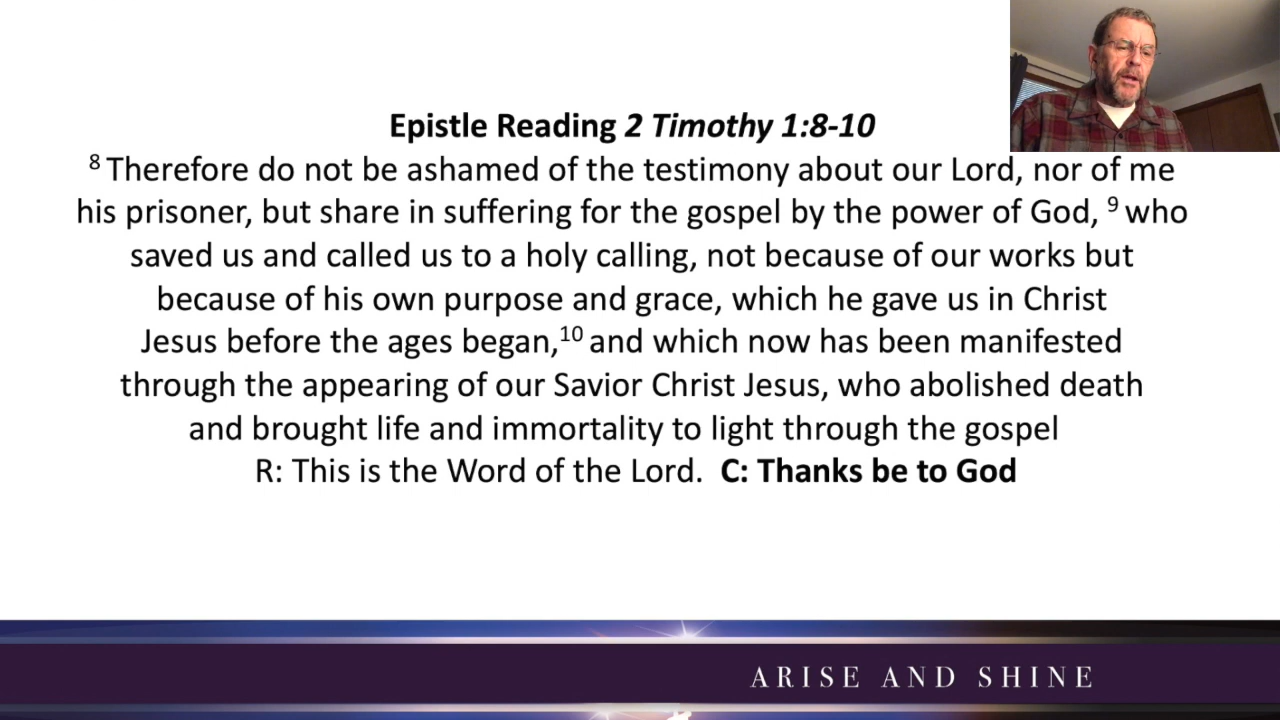 Epistle Reading 2 Timothy 1:8-10
8 Therefore do not be ashamed of the testimony about our Lord, nor of me
his prisoner, but share in suffering for the gospel by the power of God, 9 who
saved us and called us to a holy calling, not because of our works but
because of his own purpose and grace, which he gave us in Christ
Jesus before the ages began,10 and which now has been manifested
through the appearing of our Savior Christ Jesus, who abolished death
and brought life and immortality to light through the gospel
R: This is the Word of the Lord.  C: Thanks be to God
ARISE AND SHINE